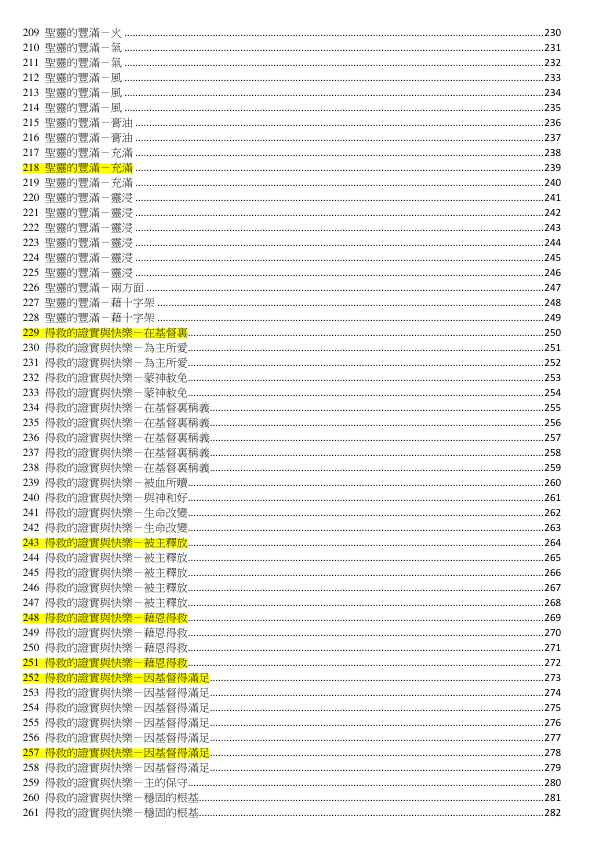 209 聖靈的豐滿－火 ........ 230
210 聖靈的豐滿－氣 ........ 231
211 聖靈的豐滿－氣 ........ 232
212 聖靈的豐滿－風 ........ 233
213 聖靈的豐滿－風 ........ 234
214 聖靈的豐滿－風 ........ 235
215 聖靈的豐滿－膏油 ........ 236
216 聖靈的豐滿－膏油 ........ 237
217 聖靈的豐滿－充滿 ........ 238
218 聖靈的豐滿－充滿 ........ 239
219 聖靈的豐滿－充滿 ........ 240
220 聖靈的豐滿－靈浸 ........ 241
221 聖靈的豐滿－靈浸 ........ 242
222 聖靈的豐滿－靈浸 ........ 243
223 聖靈的豐滿－靈浸 ........ 244
224 聖靈的豐滿－靈浸 ........ 245
225 聖靈的豐滿－靈浸 ........ 246
226 聖靈的豐滿－兩方面 ........ 247
227 聖靈的豐滿－藉十字架 ........ 248
228 聖靈的豐滿－藉十字架 ........ 249
229 得救的證實與快樂－在基督裏 ........ 250
230 得救的證實與快樂－為主所愛 ........ 251
231 得救的證實與快樂－為主所愛 ........ 252
232 得救的證實與快樂－蒙神赦免 ........ 253
233 得救的證實與快樂－蒙神赦免 ........ 254
234 得救的證實與快樂－在基督裏稱義 ........ 255
235 得救的證實與快樂－在基督裏稱義 ........ 256
236 得救的證實與快樂－在基督裏稱義 ........ 257
237 得救的證實與快樂－在基督裏稱義 ........ 258
238 得救的證實與快樂－在基督裏稱義 ........ 259
239 得救的證實與快樂－被血所贖 ........ 260
240 得救的證實與快樂－與神和好 ........ 261
241 得救的證實與快樂－生命改變 ........ 262
242 得救的證實與快樂－生命改變 ........ 263
243 得救的證實與快樂－被主釋放 ........ 264
244 得救的證實與快樂－被主釋放 ........ 265
245 得救的證實與快樂－被主釋放 ........ 266
246 得救的證實與快樂－被主釋放 ........ 267
247 得救的證實與快樂－被主釋放 ........ 268
248 得救的證實與快樂－藉恩得救 ........ 269
249 得救的證實與快樂－藉恩得救 ........ 270
250 得救的證實與快樂－藉恩得救 ........ 271
251 得救的證實與快樂－藉恩得救 ........ 272
252 得救的證實與快樂－因基督得滿足 ........ 273
253 得救的證實與快樂－因基督得滿足 ........ 274
254 得救的證實與快樂－因基督得滿足 ........ 275
255 得救的證實與快樂－因基督得滿足 ........ 276
256 得救的證實與快樂－因基督得滿足 ........ 277
257 得救的證實與快樂－因基督得滿足 ........ 278
258 得救的證實與快樂－因基督得滿足 ........ 279
259 得救的證實與快樂－主的保守 ........ 280
260 得救的證實與快樂－穩固的根基 ........ 281
261 得救的證實與快樂－穩固的根基 ........ 282